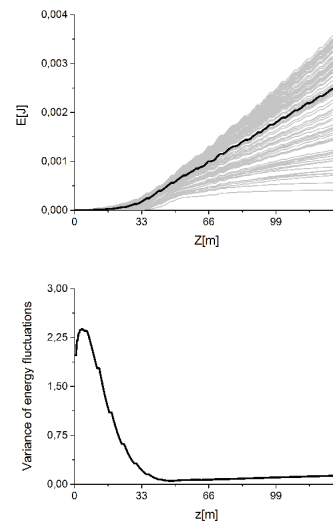 0,004
0,003
0,002
0,001
0,000
E[J]
0 33 66 99
Z[m]
3,00
2,25
1,50
0,75
0,00
Variance of energy fluctuations
0 33 66 99
z[m]